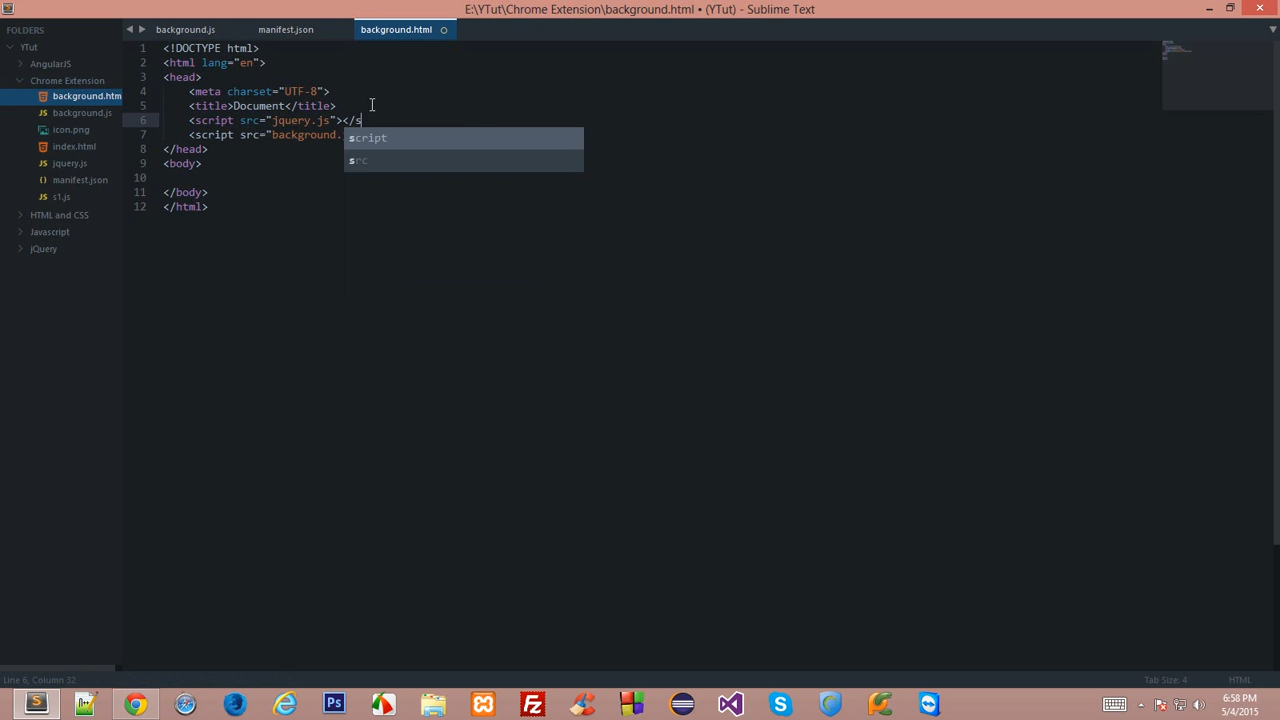 E:\YTut\Chrome Extension\background.html • (YTut) - Sublime Text
FOLDERS
YTut
AngularJS
Chrome Extension
background.htm
background.js
icon.png
index.html
jquery.js
manifest.json
s1.js
HTML and CSS
Javascript
jQuery
background.js
manifest.json
background.html
1 <!DOCTYPE html>
2 <html lang="en">
3 <head>
4 <meta charset="UTF-8">
5 <title>Document</title>
6 <script src="jquery.js"></s
7 <script src="background.
8 </head>
9 <body>
10
11 </body>
12 </html>
script
src
Line 6, Column 32
Tab Size: 4
HTML
Ps
6:58 PM
5/4/2015